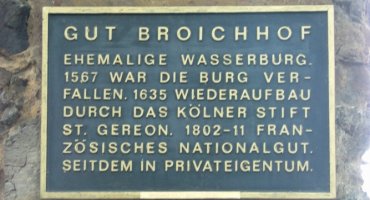 GUT BROICHHOF
EHEMALIGE WASSERBURG.
1567 WAR DIE BURG VER-
FALLEN. 1635 WIEDERAUFBAU
DURCH DAS KÖLNER STIFT
ST. GEREON. 1802-11 FRAN-
ZÖSISCHES NATIONALGUT.
SEITDEM IN PRIVATEIGENTUM.